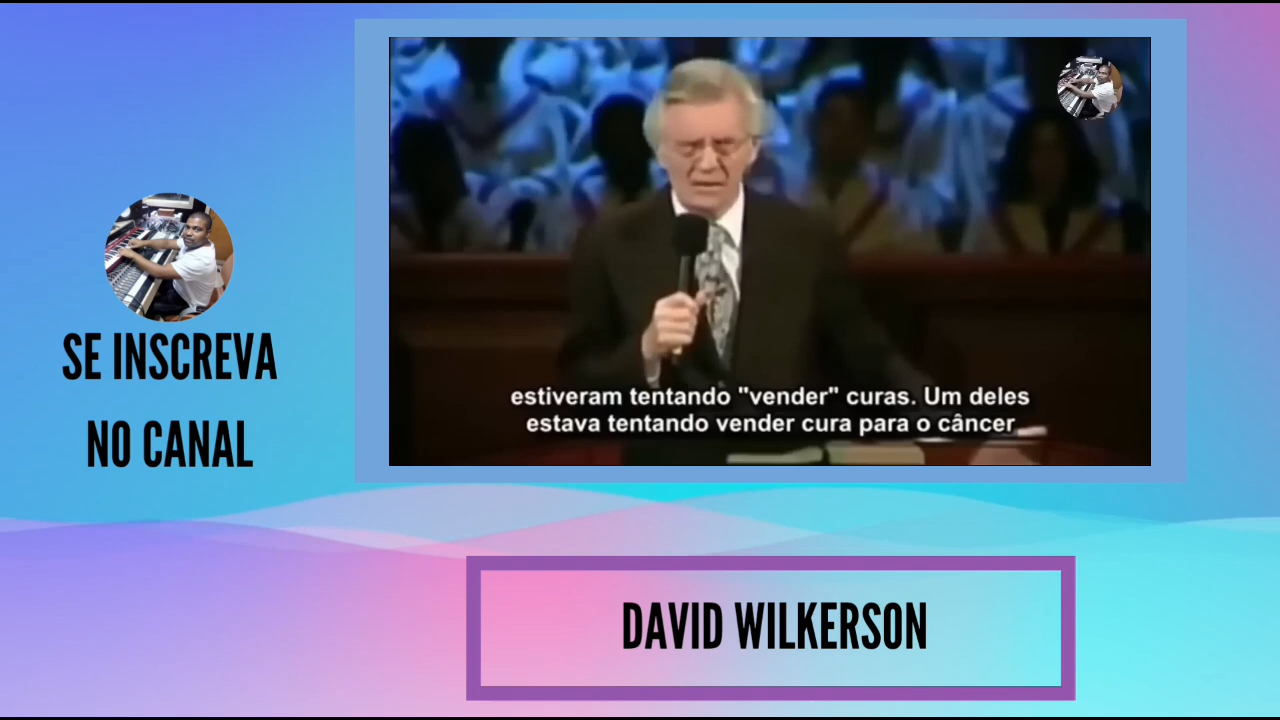 SE INSCREVA
NO CANAL
estiveram tentando "vender" curas. Um deles
estava tentando vender cura para o câncer
DAVID WILKERSON